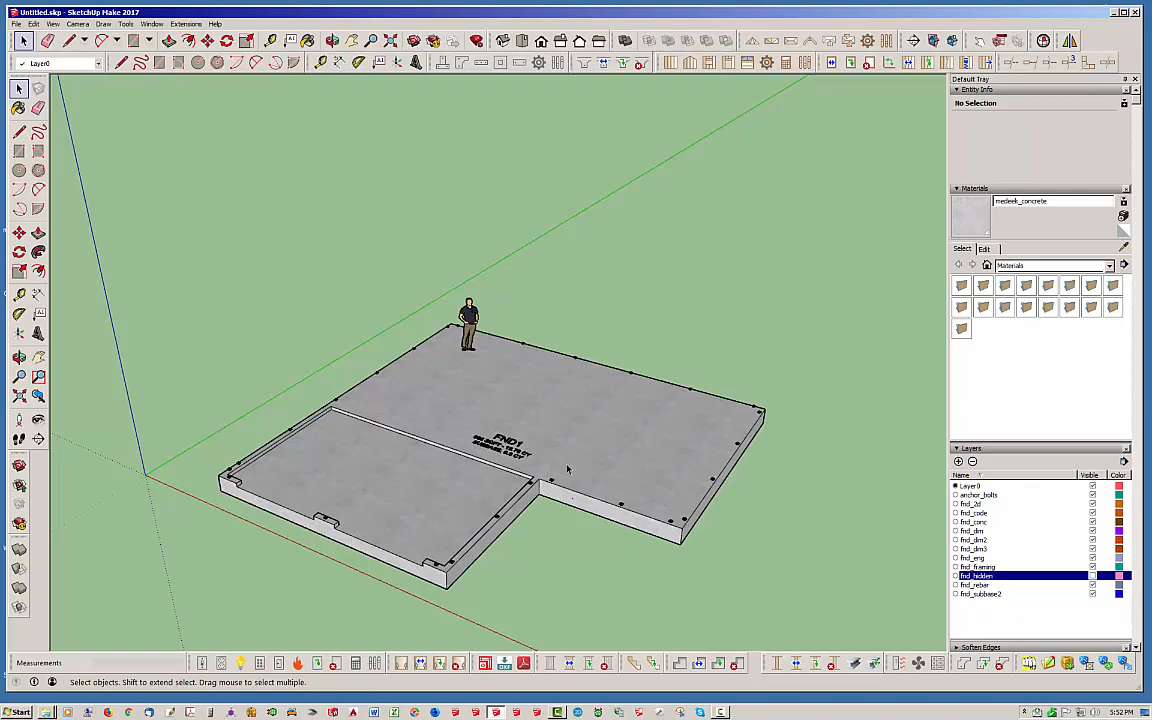 Untitled.skp - SketchUp Make 2017
File Edit View Camera Draw Tools Window Extensions Help
Layer0
Default Tray
Entity Info
No Selection
Materials
medeek_concrete
Select Edit
Materials
FND1
Layers
Name Visible Color
Layer0
anchor_bolts
fnd_2d
fnd_code
fnd_conc
fnd_dim
fnd_dim2
fnd_dim3
fnd_eng
fnd_framing
fnd_hidden
fnd_rebar
fnd_subbase2
Soften Edges
Measurements
Select objects. Shift to extend select. Drag mouse to select multiple.
Start
5:52 PM